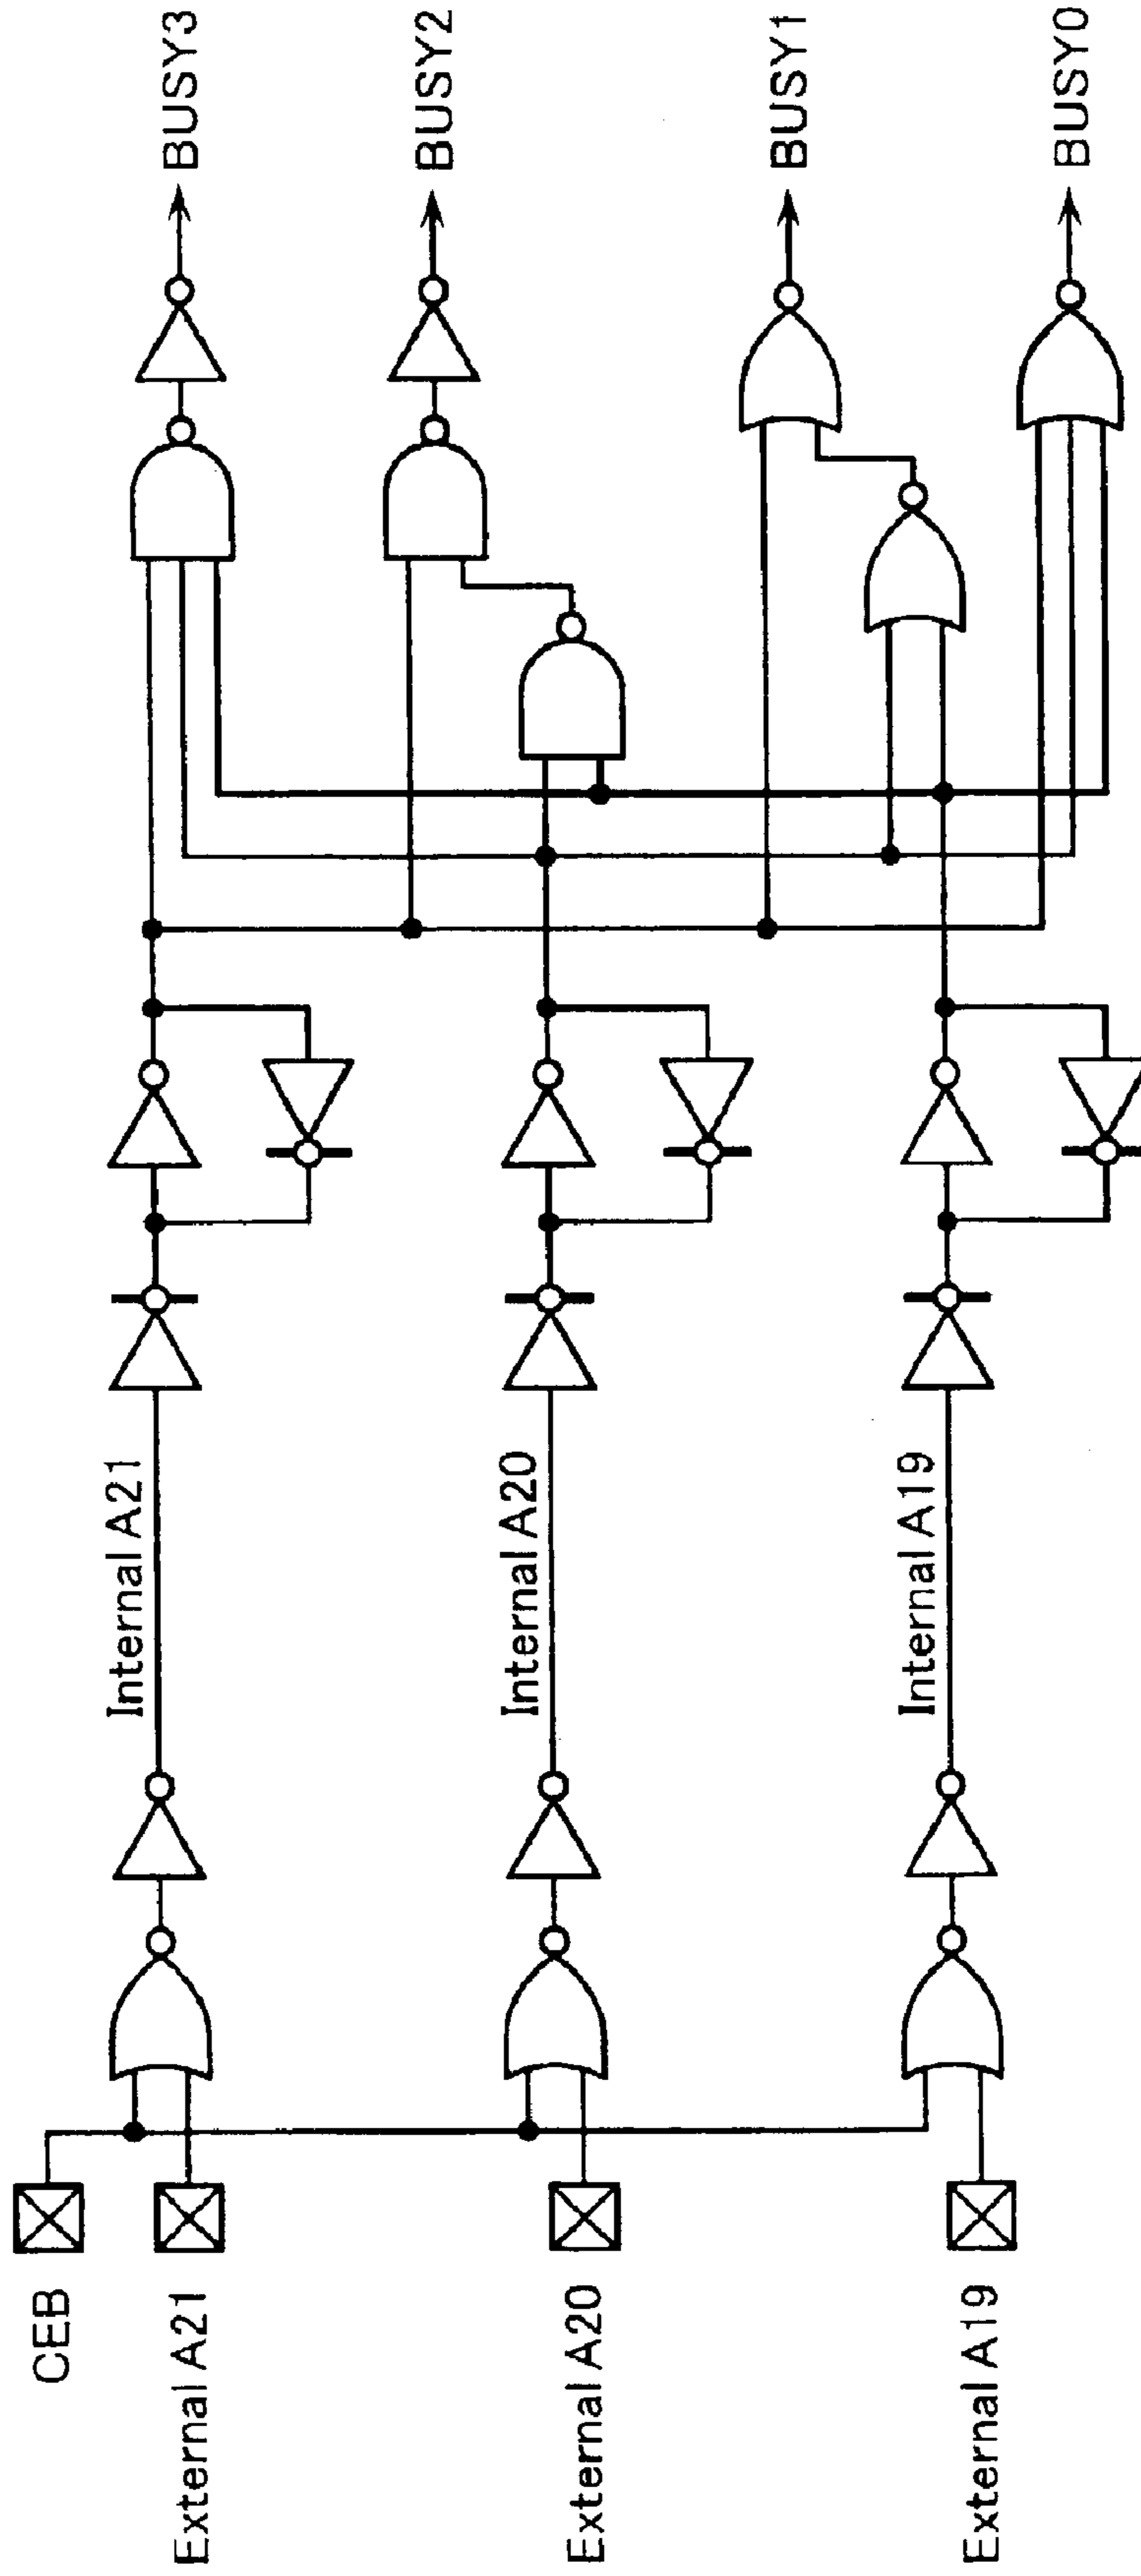 CEB
External A21
External A20
External A19
Internal A21
Internal A20
Internal A19
BUSY3
BUSY2
BUSY1
BUSY0